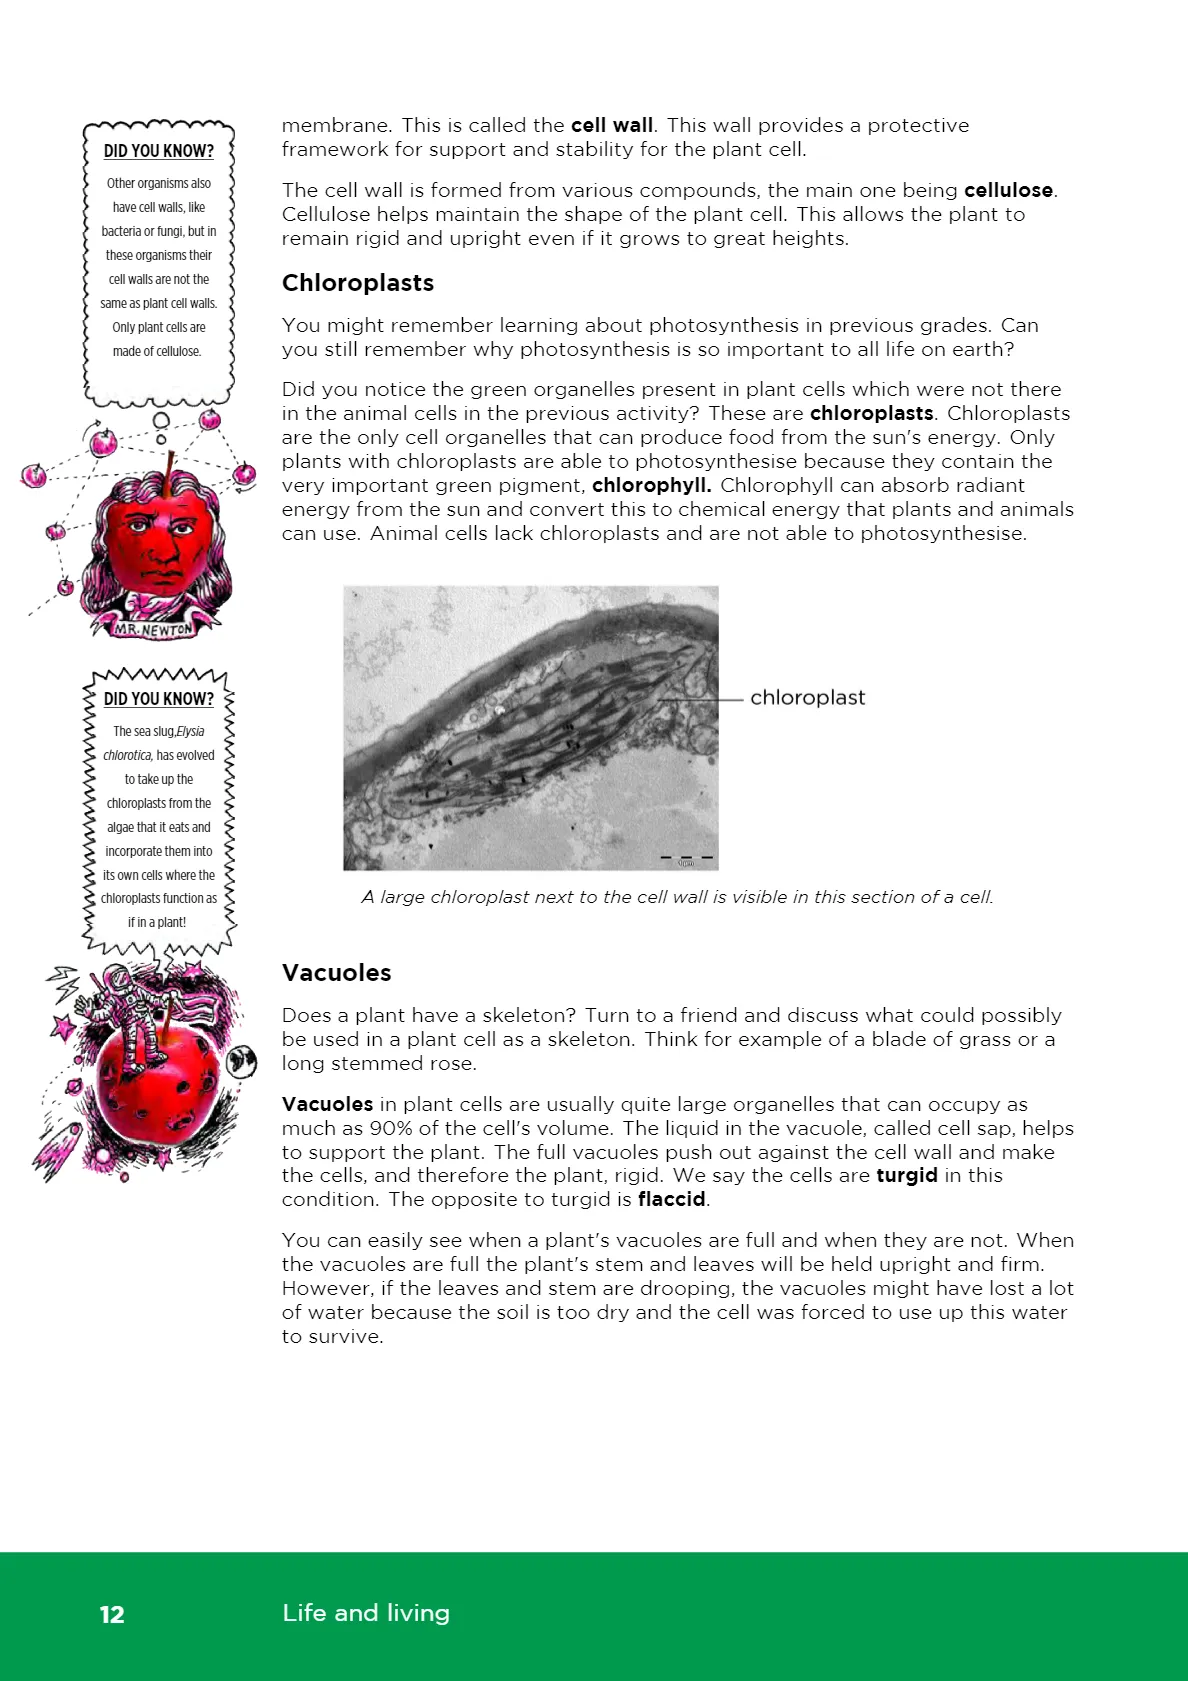 membrane. This is called the cell wall. This wall provides a protective
framework for support and stability for the plant cell.
The cell wall is formed from various compounds, the main one being cellulose.
Cellulose helps maintain the shape of the plant cell. This allows the plant to
remain rigid and upright even if it grows to great heights.
Chloroplasts
You might remember learning about photosynthesis in previous grades. Can
you still remember why photosynthesis is so important to all life on earth?
Did you notice the green organelles present in plant cells which were not there
in the animal cells in the previous activity? These are chloroplasts. Chloroplasts
are the only cell organelles that can produce food from the sun's energy. Only
plants with chloroplasts are able to photosynthesise because they contain the
very important green pigment, chlorophyll. Chlorophyll can absorb radiant
energy from the sun and convert this to chemical energy that plants and animals
can use. Animal cells lack chloroplasts and are not able to photosynthesise.
chloroplast
A large chloroplast next to the cell wall is visible in this section of a cell.
Vacuoles
Does a plant have a skeleton? Turn to a friend and discuss what could possibly
be used in a plant cell as a skeleton. Think for example of a blade of grass or a
long stemmed rose.
Vacuoles in plant cells are usually quite large organelles that can occupy as
much as 90% of the cell's volume. The liquid in the vacuole, called cell sap, helps
to support the plant. The full vacuoles push out against the cell wall and make
the cells, and therefore the plant, rigid. We say the cells are turgid in this
condition. The opposite to turgid is flaccid.
You can easily see when a plant's vacuoles are full and when they are not. When
the vacuoles are full the plant's stem and leaves will be held upright and firm.
However, if the leaves and stem are drooping, the vacuoles might have lost a lot
of water because the soil is too dry and the cell was forced to use up this water
to survive.
DID YOU KNOW?
Other organisms also
have cell walls, like
bacteria or fungi, but in
these organisms their
cell walls are not the
same as plant cell walls.
Only plant cells are
made of cellulose.
MR. NEWTON
DID YOU KNOW?
The sea slug,Elysia
chlorotica, has evolved
to take up the
chloroplasts from the
algae that it eats and
incorporate them into
its own cells where the
chloroplasts function as
if in a plant!
12
Life and living